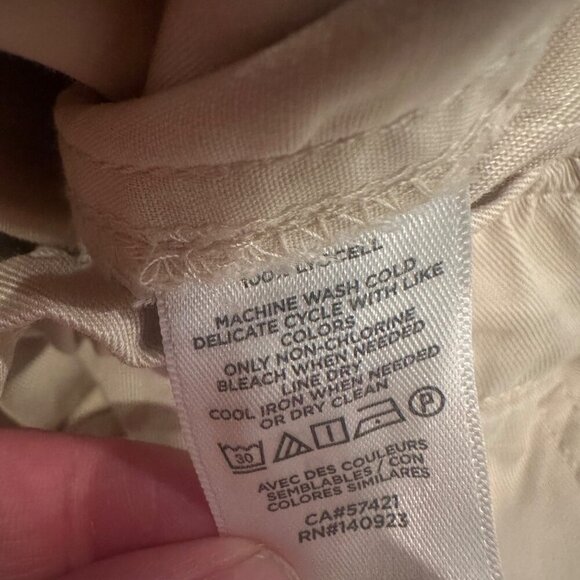 100% LYOCELL
MACHINE WASH COLD
DELICATE CYCLE WITH LIKE
COLORS
ONLY NON-CHLORINE
BLEACH WHEN NEEDED
LINE DRY
COOL IRON WHEN NEEDED
OR DRY CLEAN
30 P
AVEC DES COULEURS
SEMBLABLES / CON
COLORES SIMILARES
CA#57421
RN#140923